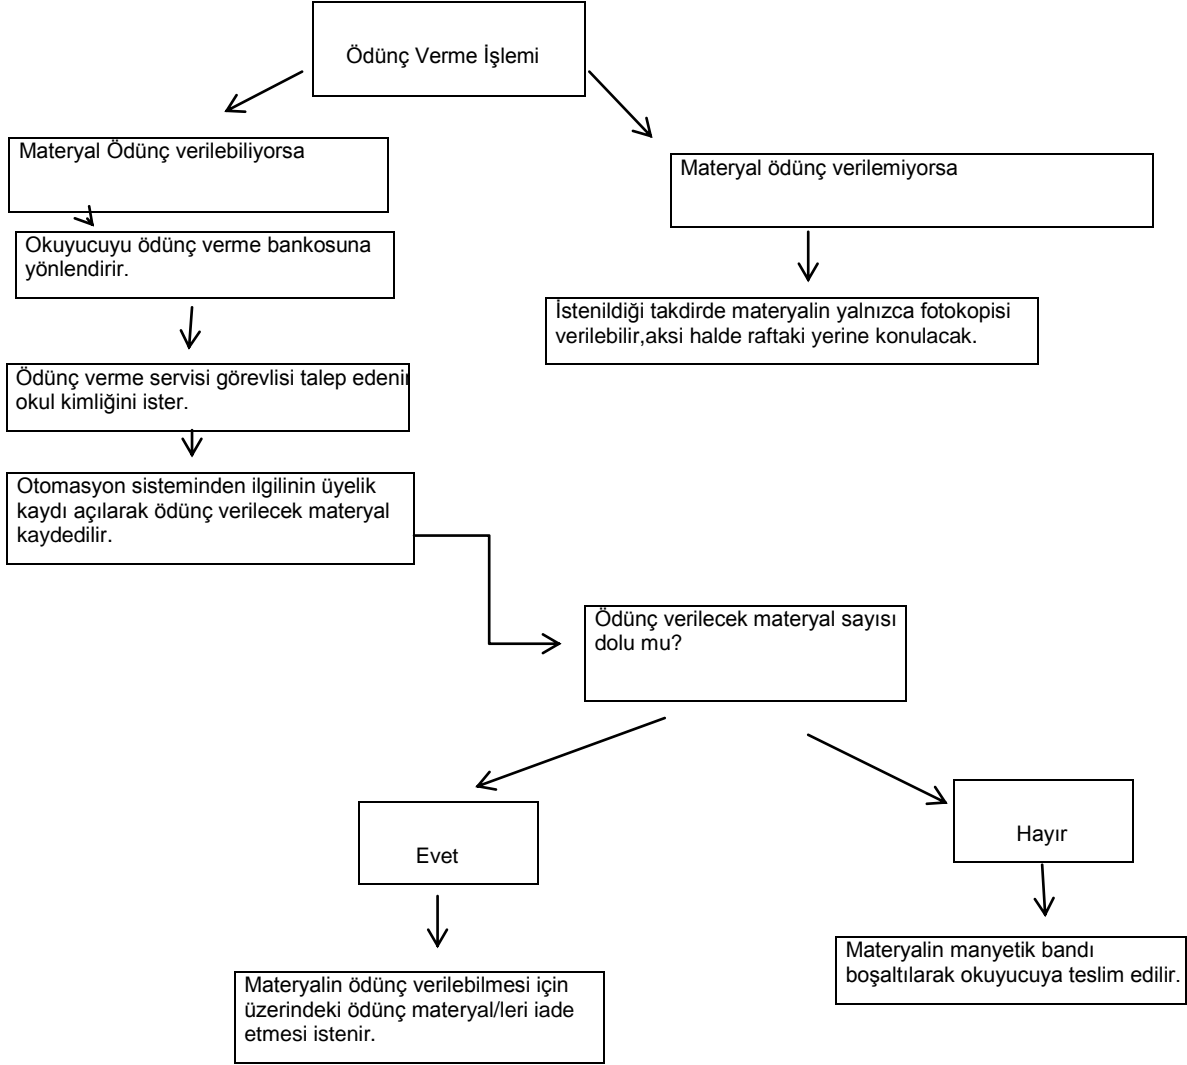 Ödünç Verme İşlemi
Materyal Ödünç verilebiliyorsa
Materyal ödünç verilemiyorsa
Okuyucuyu ödünç verme bankosuna
yönlendirir.
İstenildiği takdirde materyalin yalnızca fotokopisi
verilebilir,aksi halde raftaki yerine konulacak.
Ödünç verme servisi görevlisi talep edenin
okul kimliğini ister.
Otomasyon sisteminden ilgilinin üyelik
kaydı açılarak ödünç verilecek materyal
kaydedilir.
Ödünç verilecek materyal sayısı
dolu mu?
Evet
Hayır
Materyalin manyetik bandı
boşaltılarak okuyucuya teslim edilir.
Materyalin ödünç verilebilmesi için
üzerindeki ödünç materyal/leri iade
etmesi istenir.